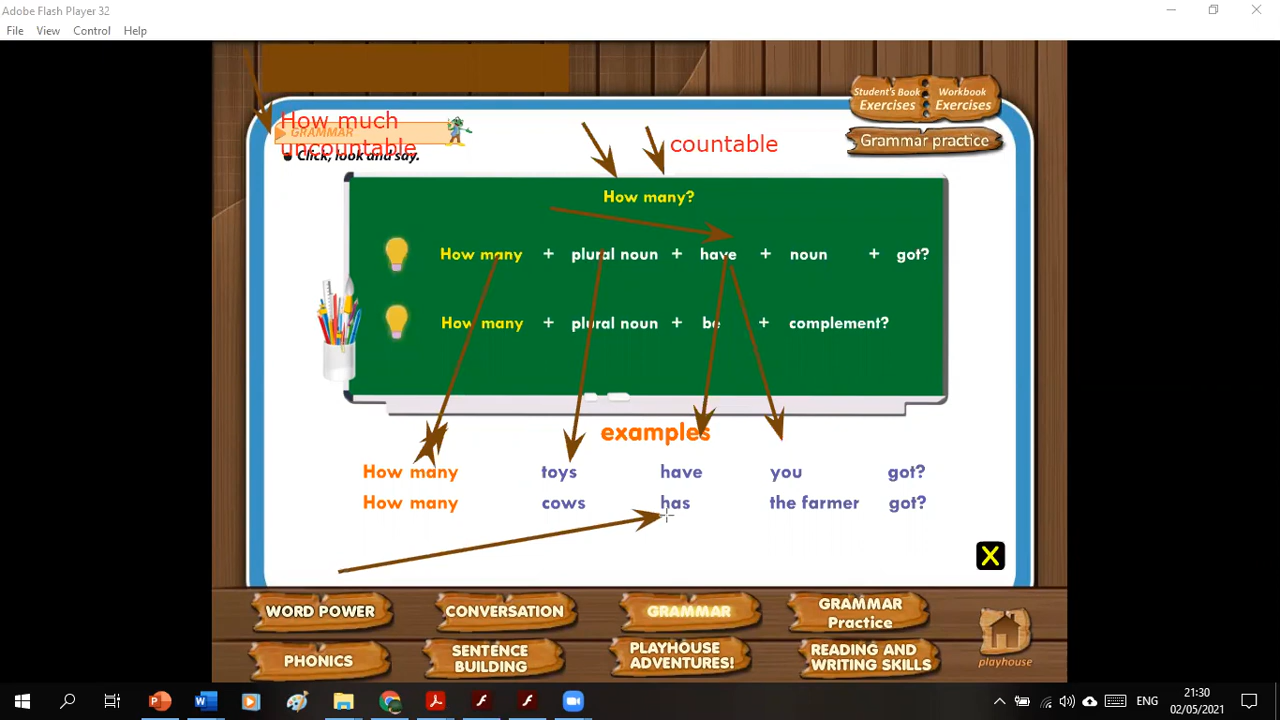 Adobe Flash Player 32
File View Control Help
Student's Book Exercises
Workbook Exercises
Grammar practice
How much
uncountable
GRAMMAR
Click, look and say.
countable
How many?
How many + plural noun + have + noun + got?
How many + plural noun + be + complement?
examples
How many toys have you got?
How many cows has the farmer got?
X
WORD POWER
CONVERSATION
GRAMMAR
GRAMMAR Practice
PHONICS
SENTENCE BUILDING
PLAYHOUSE ADVENTURES!
READING AND WRITING SKILLS
playhouse
ENG
21:30
02/05/2021